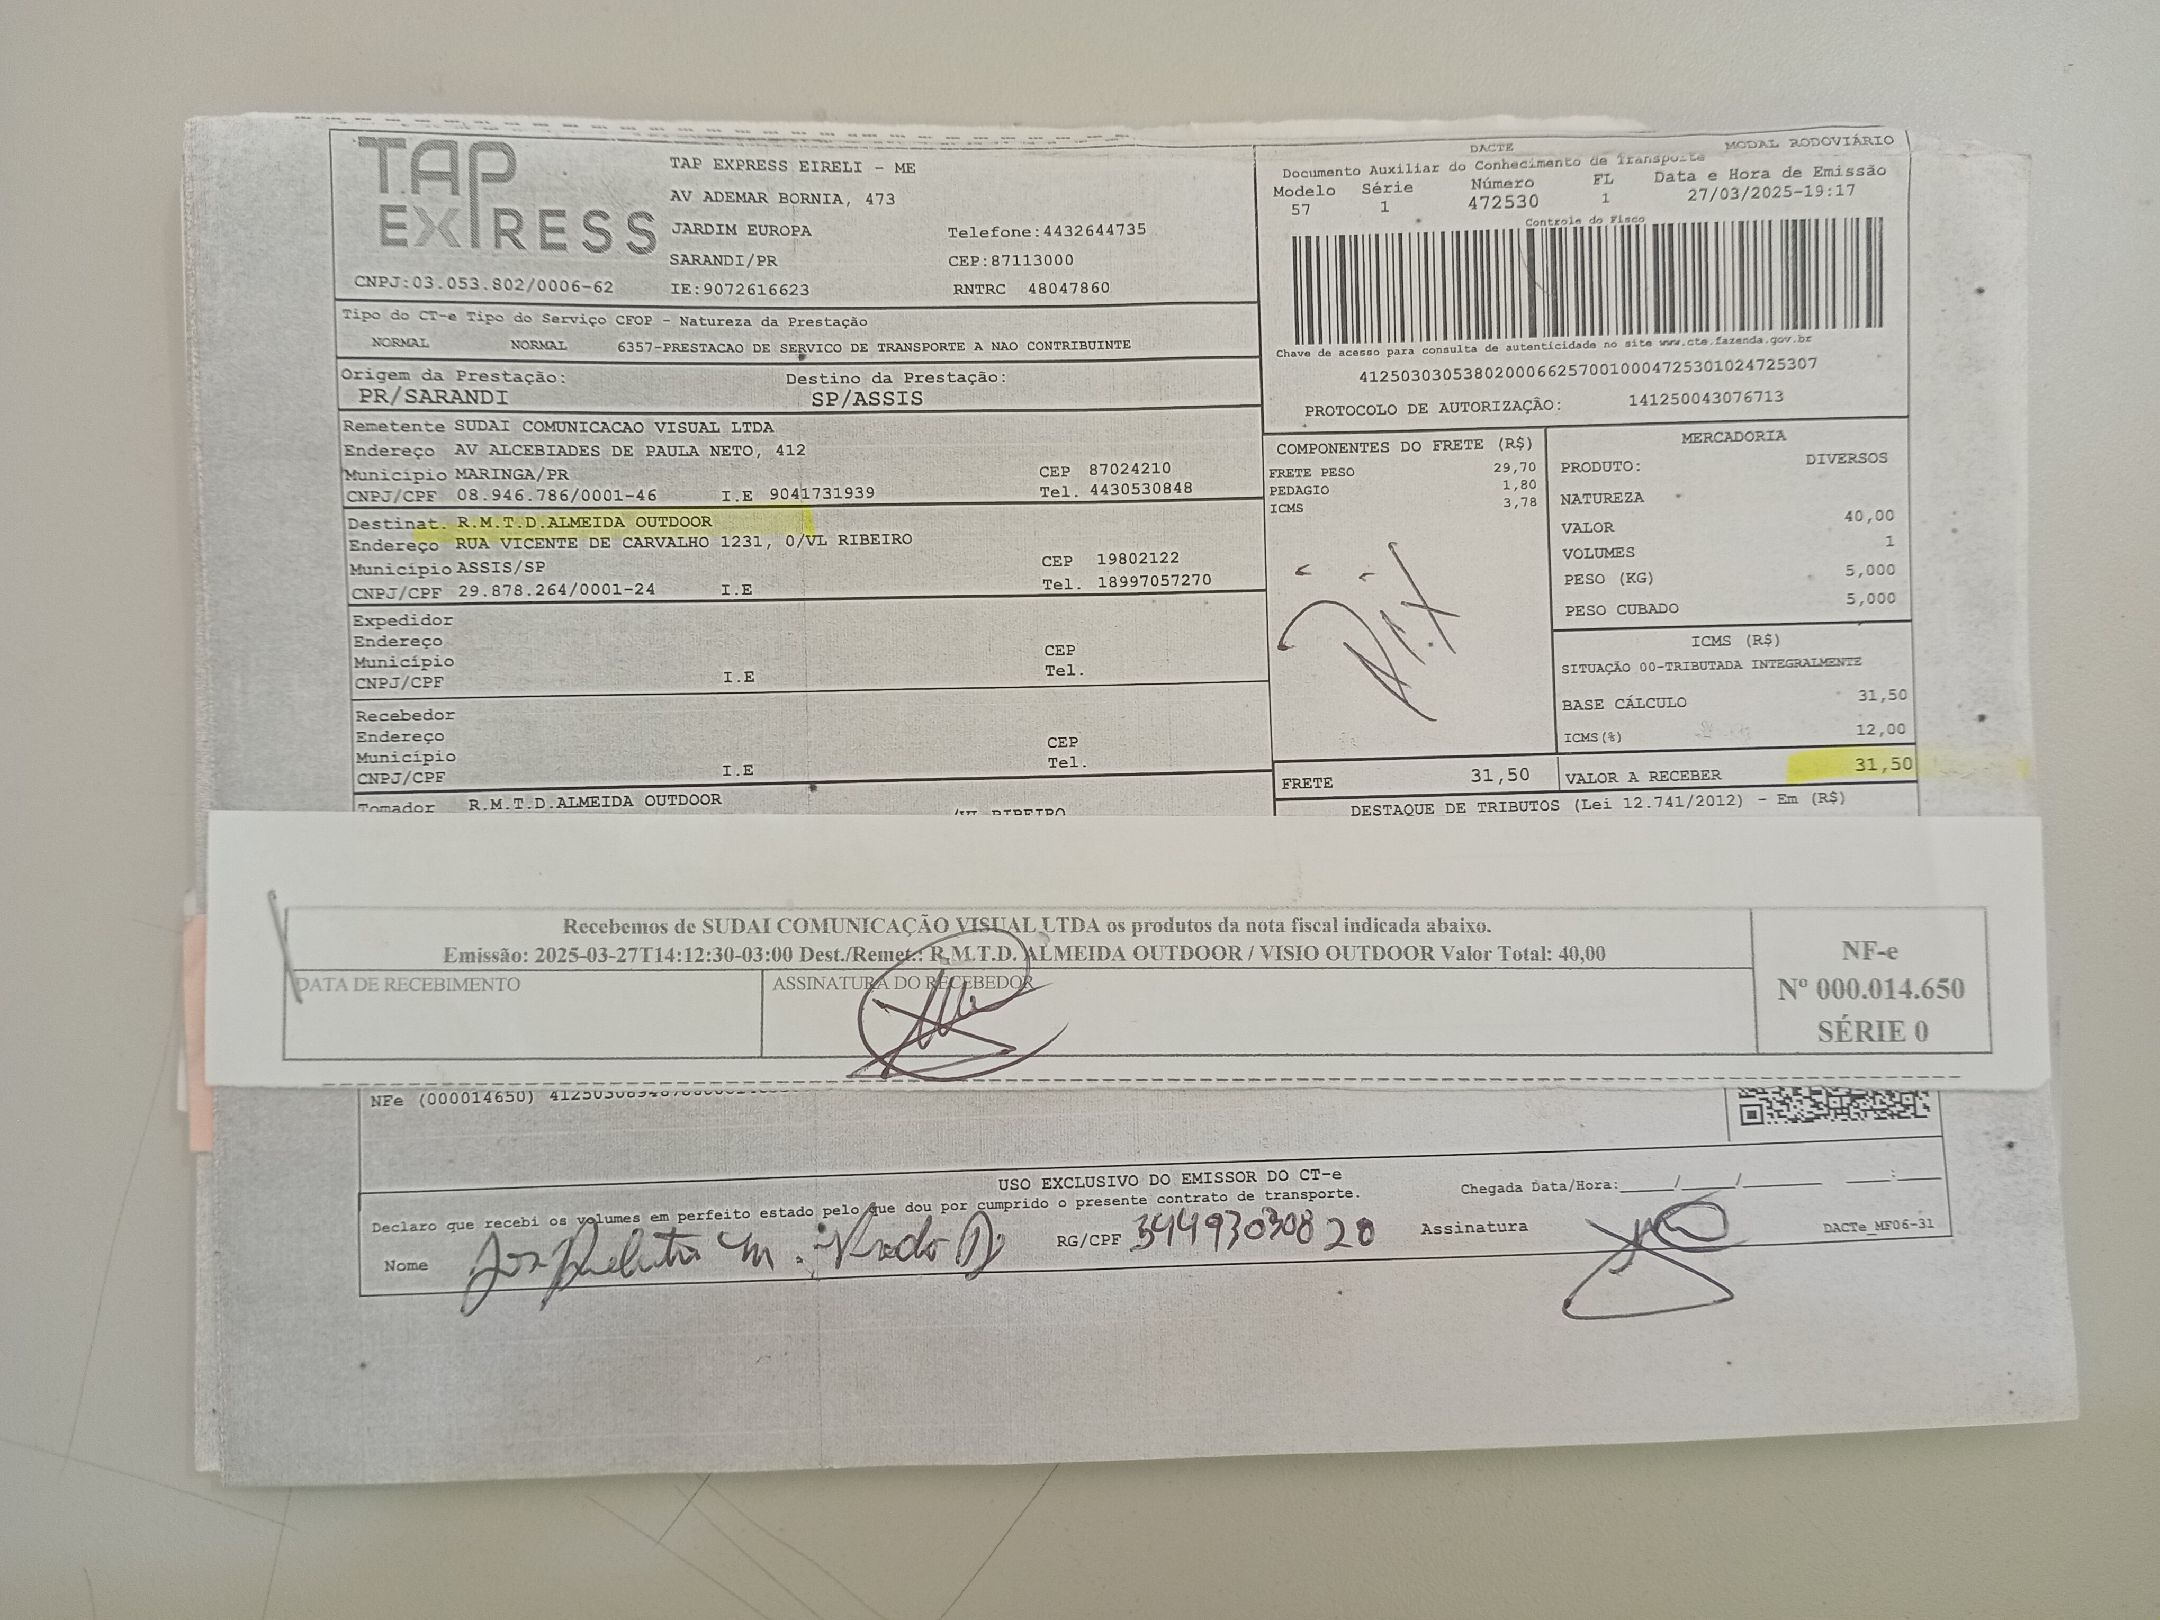 TAP EXPRESS
TAP EXPRESS EIRELI - ME
AV ADEMAR BORNIA, 473
JARDIM EUROPA Telefone:4432644735
SARANDI/PR CEP:87113000
CNPJ:03.053.802/0006-62 IE:9072616623 RNTRC 48047860
DACTE MODAL RODOVIÁRIO
Documento Auxiliar do Conhecimento de Transporte
Modelo Série Número FL Data e Hora de Emissão
57 1 472530 1 27/03/2025-19:17
Controle do Fisco
Chave de acesso para consulta de autenticidade no site www.cte.fazenda.gov.br
41250303053802000662570010004725301024725307
PROTOCOLO DE AUTORIZAÇÃO: 141250043076713
Tipo do CT-e Tipo do Serviço CFOP - Natureza da Prestação
NORMAL NORMAL 6357-PRESTACAO DE SERVICO DE TRANSPORTE A NAO CONTRIBUINTE
Origem da Prestação: Destino da Prestação:
PR/SARANDI SP/ASSIS
Remetente SUDAI COMUNICACAO VISUAL LTDA
Endereço AV ALCEBIADES DE PAULA NETO, 412
Município MARINGA/PR CEP 87024210
CNPJ/CPF 08.946.786/0001-46 I.E 9041731939 Tel. 4430530848
Destinat. R.M.T.D.ALMEIDA OUTDOOR
Endereço RUA VICENTE DE CARVALHO 1231, 0/VL RIBEIRO
Município ASSIS/SP CEP 19802122
CNPJ/CPF 29.878.264/0001-24 I.E Tel. 18997057270
Expedidor
Endereço
Município CEP
CNPJ/CPF I.E Tel.
Recebedor
Endereço
Município CEP
CNPJ/CPF I.E Tel.
Tomador R.M.T.D.ALMEIDA OUTDOOR
/VL RIBEIRO
COMPONENTES DO FRETE (R$)
FRETE PESO 29,70
PEDAGIO 1,80
ICMS 3,78
Pix
FRETE 31,50
MERCADORIA
PRODUTO: DIVERSOS
NATUREZA
VALOR 40,00
VOLUMES 1
PESO (KG) 5,000
PESO CUBADO 5,000
ICMS (R$)
SITUAÇÃO 00-TRIBUTADA INTEGRALMENTE
BASE CÁLCULO 31,50
ICMS(%) 12,00
VALOR A RECEBER 31,50
DESTAQUE DE TRIBUTOS (Lei 12.741/2012) - Em (R$)
Recebemos de SUDAI COMUNICAÇÃO VISUAL LTDA os produtos da nota fiscal indicada abaixo.
Emissão: 2025-03-27T14:12:30-03:00 Dest./Remet.: R.M.T.D. ALMEIDA OUTDOOR / VISIO OUTDOOR Valor Total: 40,00
DATA DE RECEBIMENTO ASSINATURA DO RECEBEDOR
NF-e
Nº 000.014.650
SÉRIE 0
NFe (000014650)
USO EXCLUSIVO DO EMISSOR DO CT-e
Declaro que recebi os volumes em perfeito estado pelo que dou por cumprido o presente contrato de transporte.
Chegada Data/Hora:_____/_____/_______ ____:____
Nome RG/CPF 34493030820 Assinatura DACTe_MF06-31